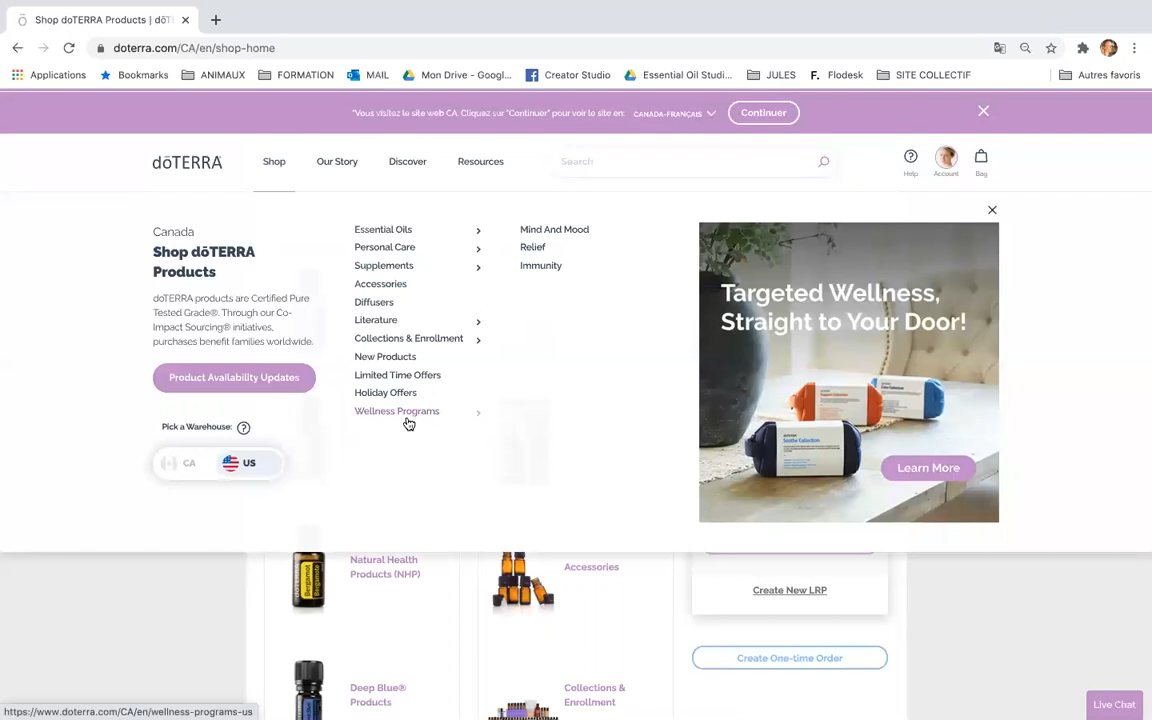 Shop doTERRA Products | dōT
doterra.com/CA/en/shop-home
Applications
Bookmarks
ANIMAUX
FORMATION
MAIL
Mon Drive - Googl...
Creator Studio
Essential Oil Studi...
JULES
F. Flodesk
SITE COLLECTIF
Autres favoris
"Vous visitez le site web CA. Cliquez sur "Continuer" pour voir le site en: CANADA-FRANÇAIS
Continuer
dōTERRA
Shop
Our Story
Discover
Resources
Search
Help
Account
Bag
Canada
Shop dōTERRA
Products
doTERRA products are Certified Pure
Tested Grade®. Through our Co-
Impact Sourcing® initiatives,
purchases benefit families worldwide.
Product Availability Updates
Pick a Warehouse: ?
CA
US
Essential Oils
Personal Care
Supplements
Accessories
Diffusers
Literature
Collections & Enrollment
New Products
Limited Time Offers
Holiday Offers
Wellness Programs
Mind And Mood
Relief
Immunity
Targeted Wellness,
Straight to Your Door!
Soothe Collection
Learn More
Natural Health
Products (NHP)
Accessories
Create New LRP
Create One-time Order
Deep Blue®
Products
Collections &
Enrollment
Live Chat
https://www.doterra.com/CA/en/wellness-programs-us